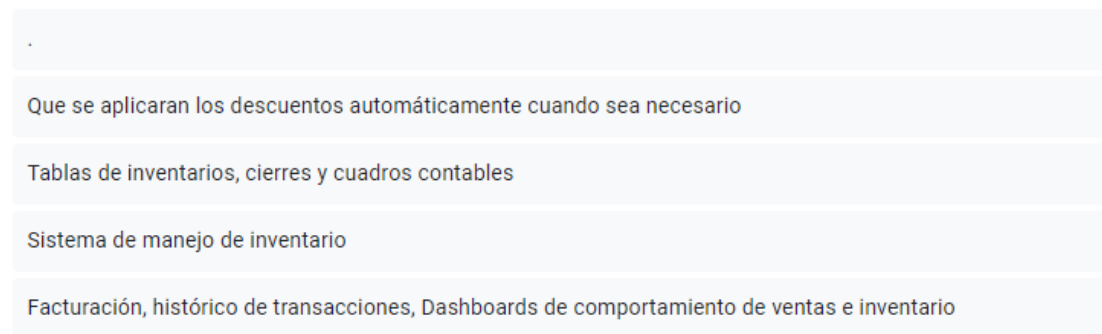 .
Que se aplicaran los descuentos automáticamente cuando sea necesario
Tablas de inventarios, cierres y cuadros contables
Sistema de manejo de inventario
Facturación, histórico de transacciones, Dashboards de comportamiento de ventas e inventario